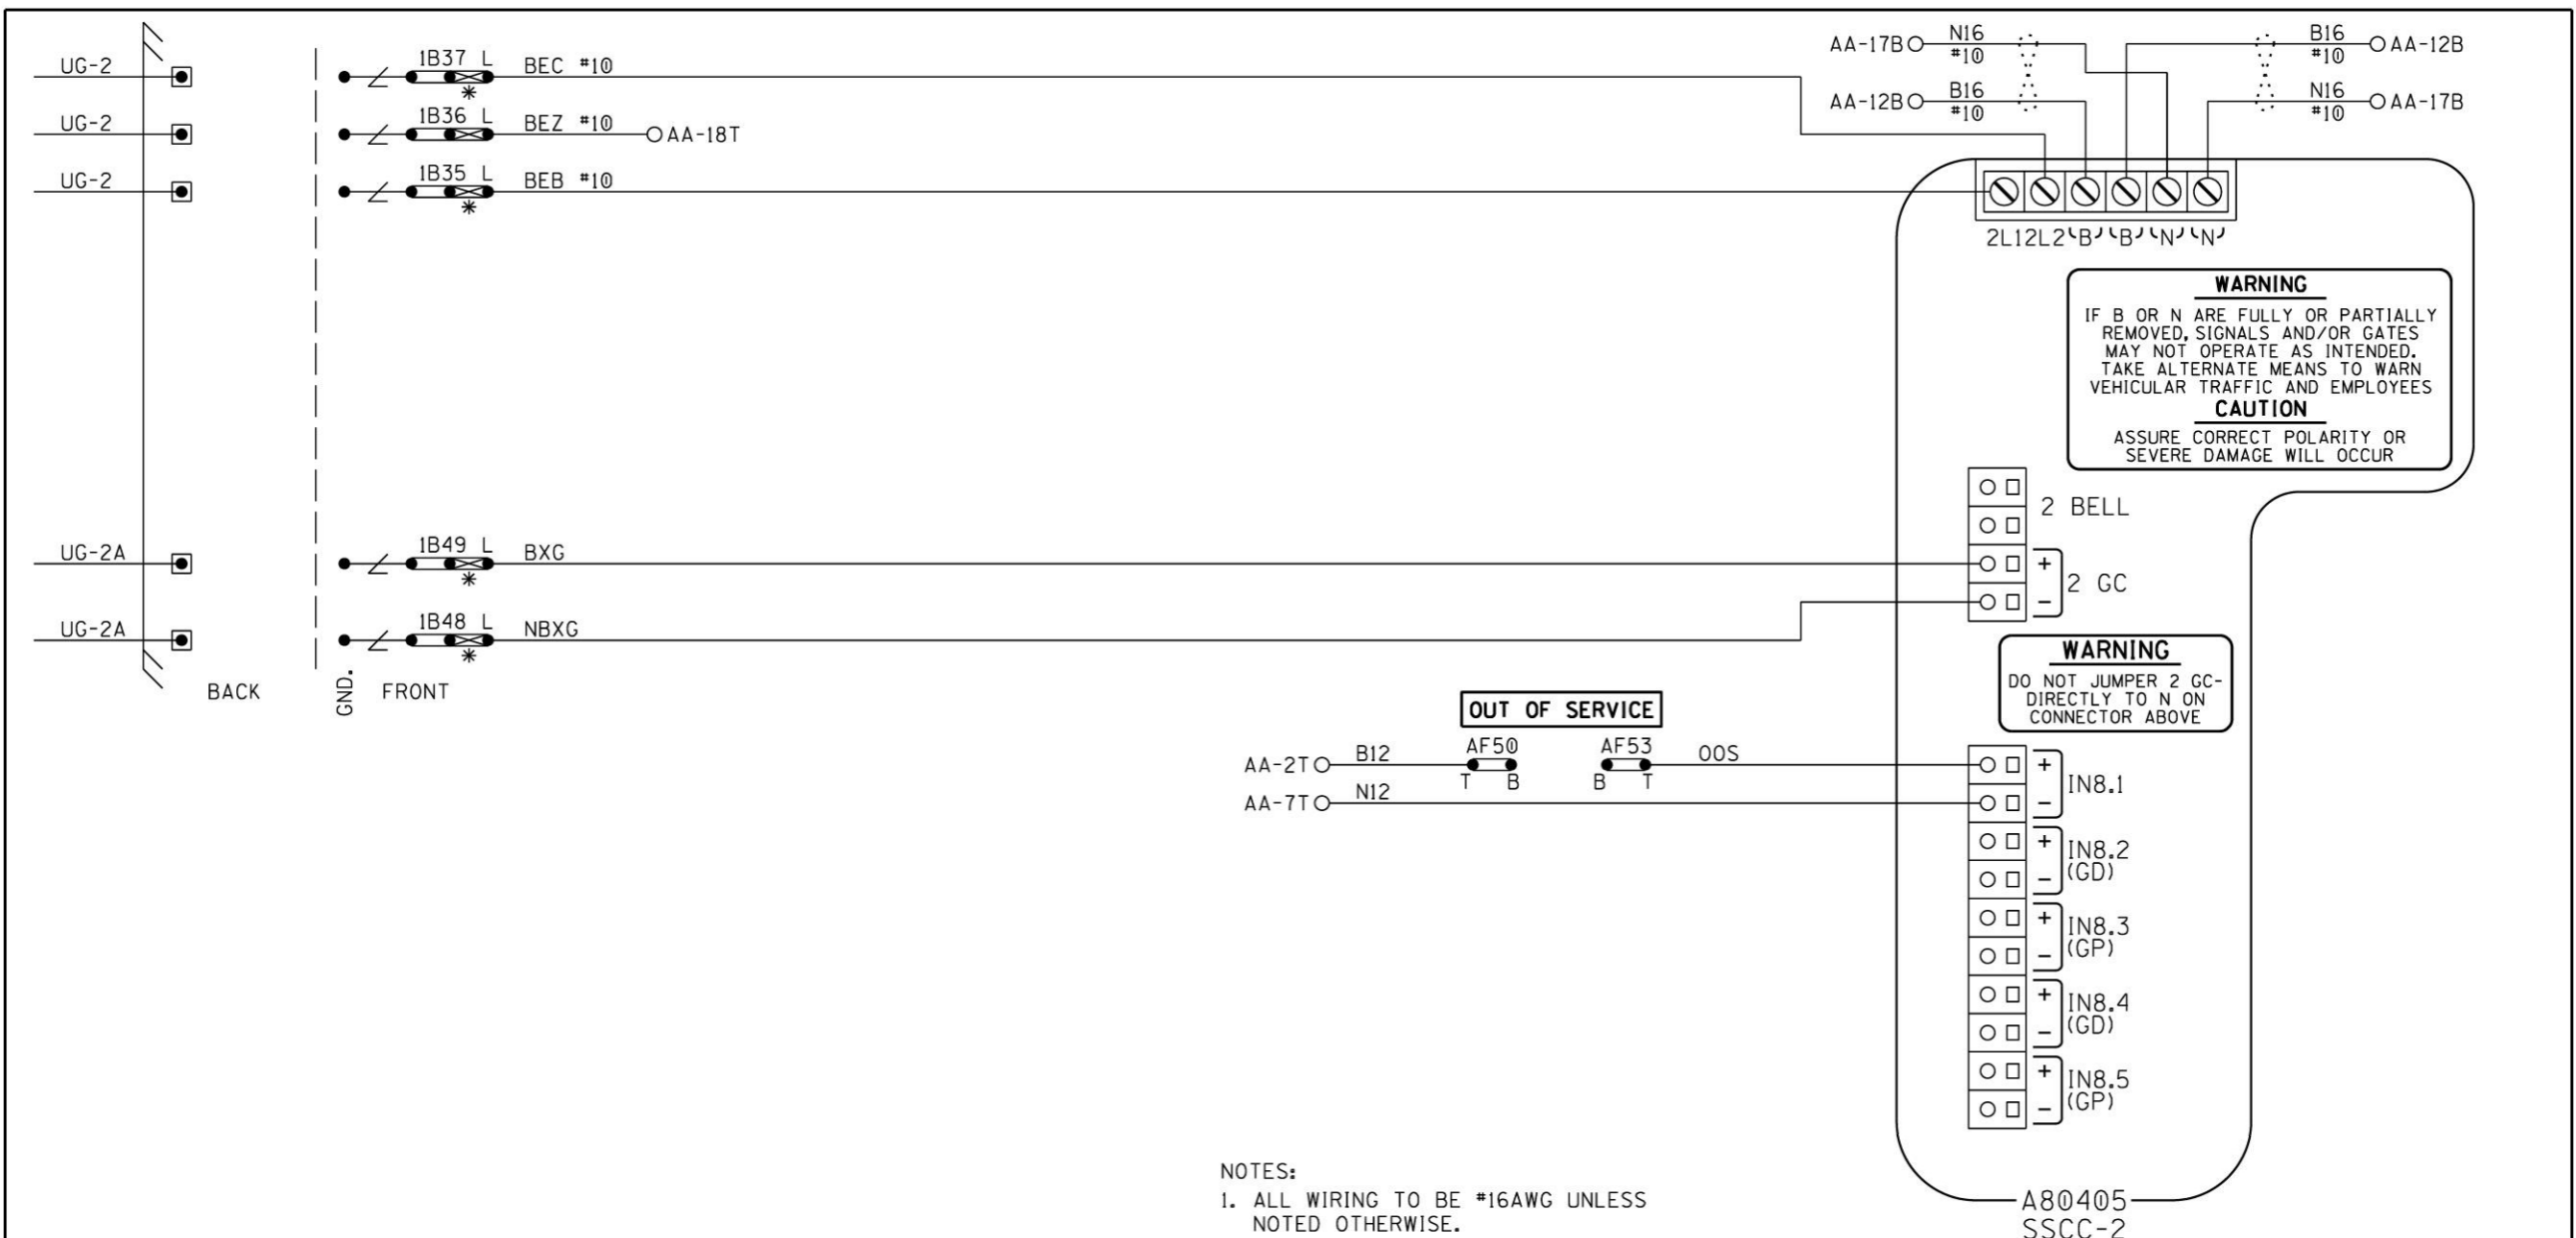 UG-2 1B37 L BEC #10
*
UG-2 1B36 L BEZ #10 AA-18T
UG-2 1B35 L BEB #10
*
AA-17B N16 #10
AA-12B B16 #10
B16 #10 AA-12B
N16 #10 AA-17B
2L1 2L2 B B N N
WARNING
IF B OR N ARE FULLY OR PARTIALLY
REMOVED, SIGNALS AND/OR GATES
MAY NOT OPERATE AS INTENDED.
TAKE ALTERNATE MEANS TO WARN
VEHICULAR TRAFFIC AND EMPLOYEES
CAUTION
ASSURE CORRECT POLARITY OR
SEVERE DAMAGE WILL OCCUR
2 BELL
UG-2A 1B49 L BXG
*
+
2 GC
-
UG-2A 1B48 L NBXG
*
BACK
GND.
FRONT
WARNING
DO NOT JUMPER 2 GC-
DIRECTLY TO N ON
CONNECTOR ABOVE
OUT OF SERVICE
AA-2T B12 AF50 AF53 OOS
T B B T
AA-7T N12
+
IN8.1
-
+
IN8.2
(GD)
-
+
IN8.3
(GP)
-
+
IN8.4
(GD)
-
+
IN8.5
(GP)
-
NOTES:
1. ALL WIRING TO BE #16AWG UNLESS
NOTED OTHERWISE.
A80405
SSCC-2